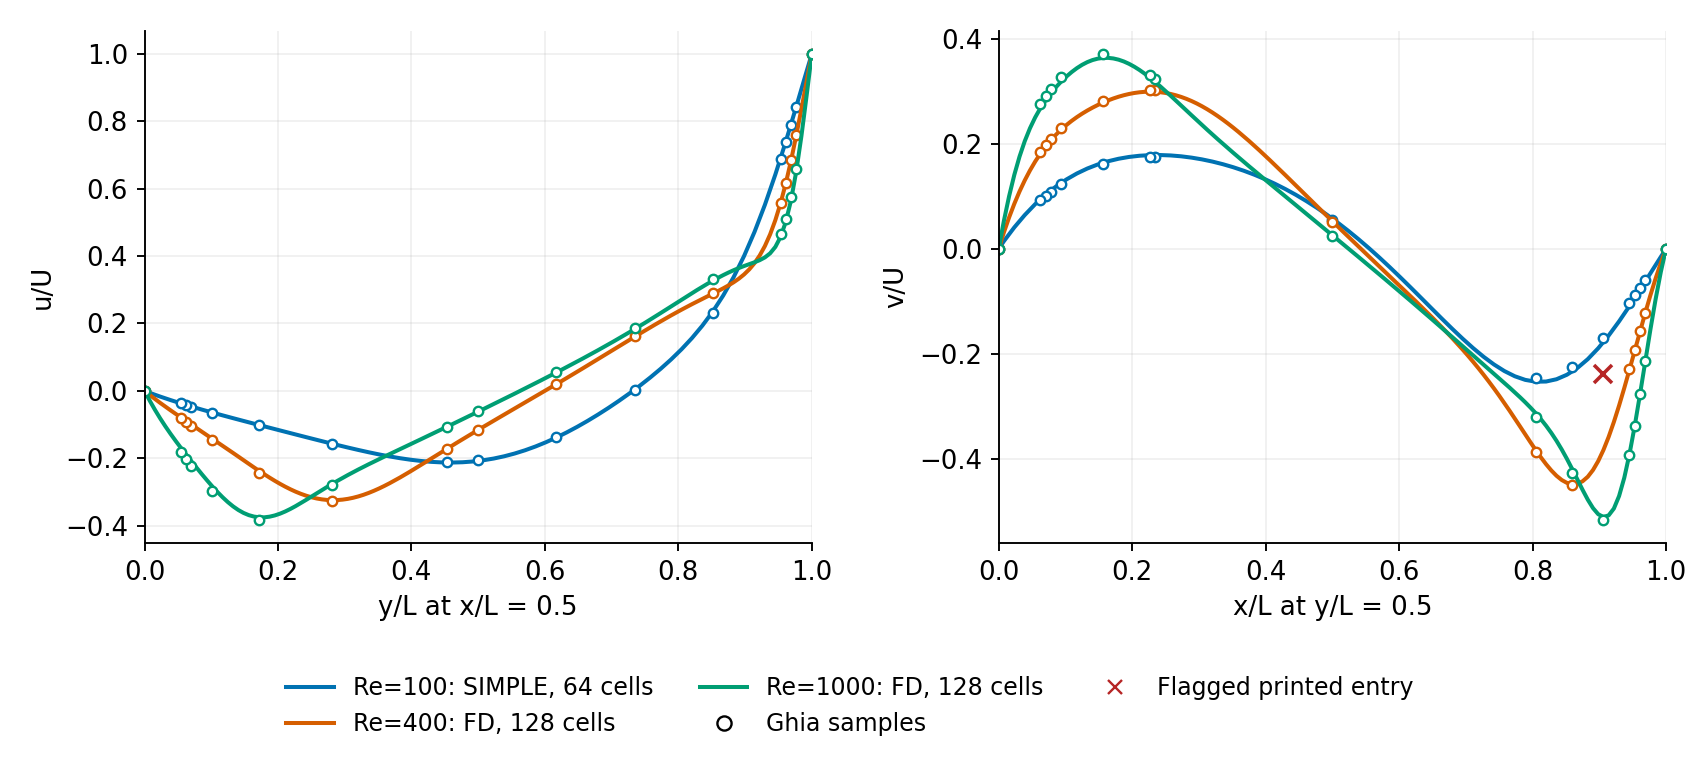 1.0
0.8
0.6
0.4
0.2
0.0
−0.2
−0.4
u/U
0.0 0.2 0.4 0.6 0.8 1.0
y/L at x/L = 0.5
0.4
0.2
0.0
−0.2
−0.4
v/U
0.0 0.2 0.4 0.6 0.8 1.0
x/L at y/L = 0.5
Re=100: SIMPLE, 64 cells
Re=400: FD, 128 cells
Re=1000: FD, 128 cells
Ghia samples
Flagged printed entry